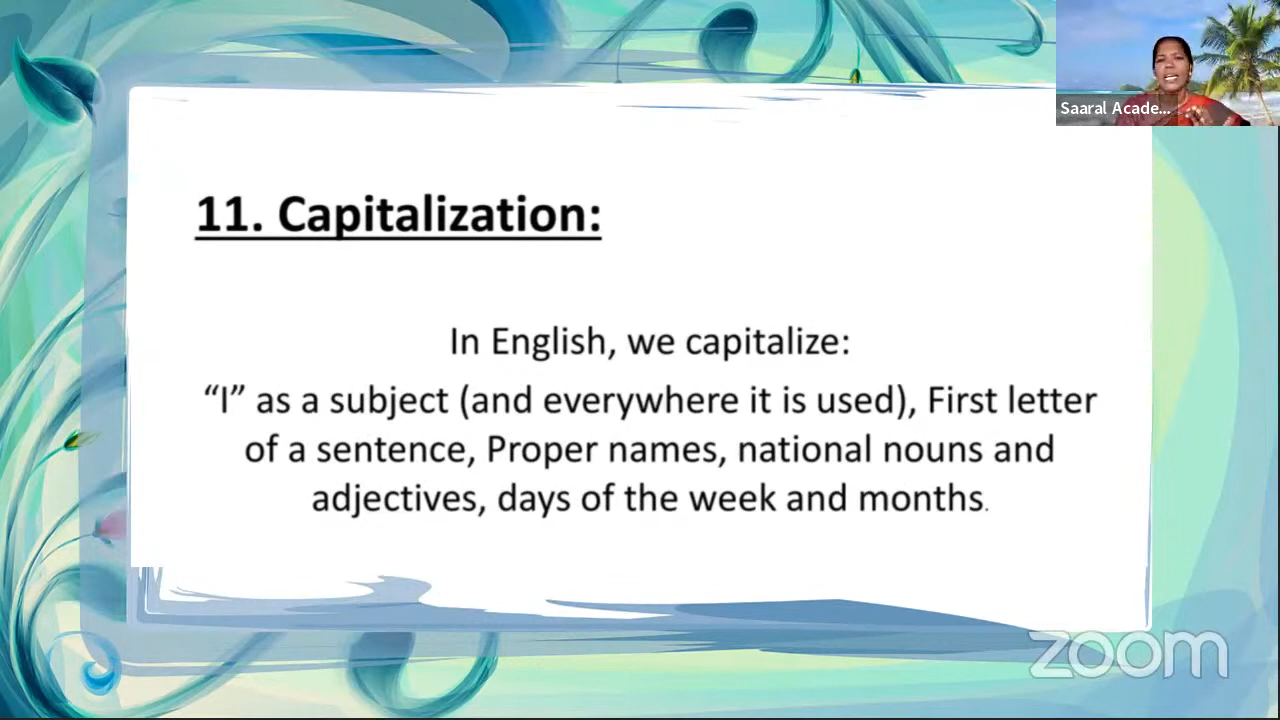 Saaral Acade...
11. Capitalization:
In English, we capitalize:
“I” as a subject (and everywhere it is used), First letter
of a sentence, Proper names, national nouns and
adjectives, days of the week and months.
zoom